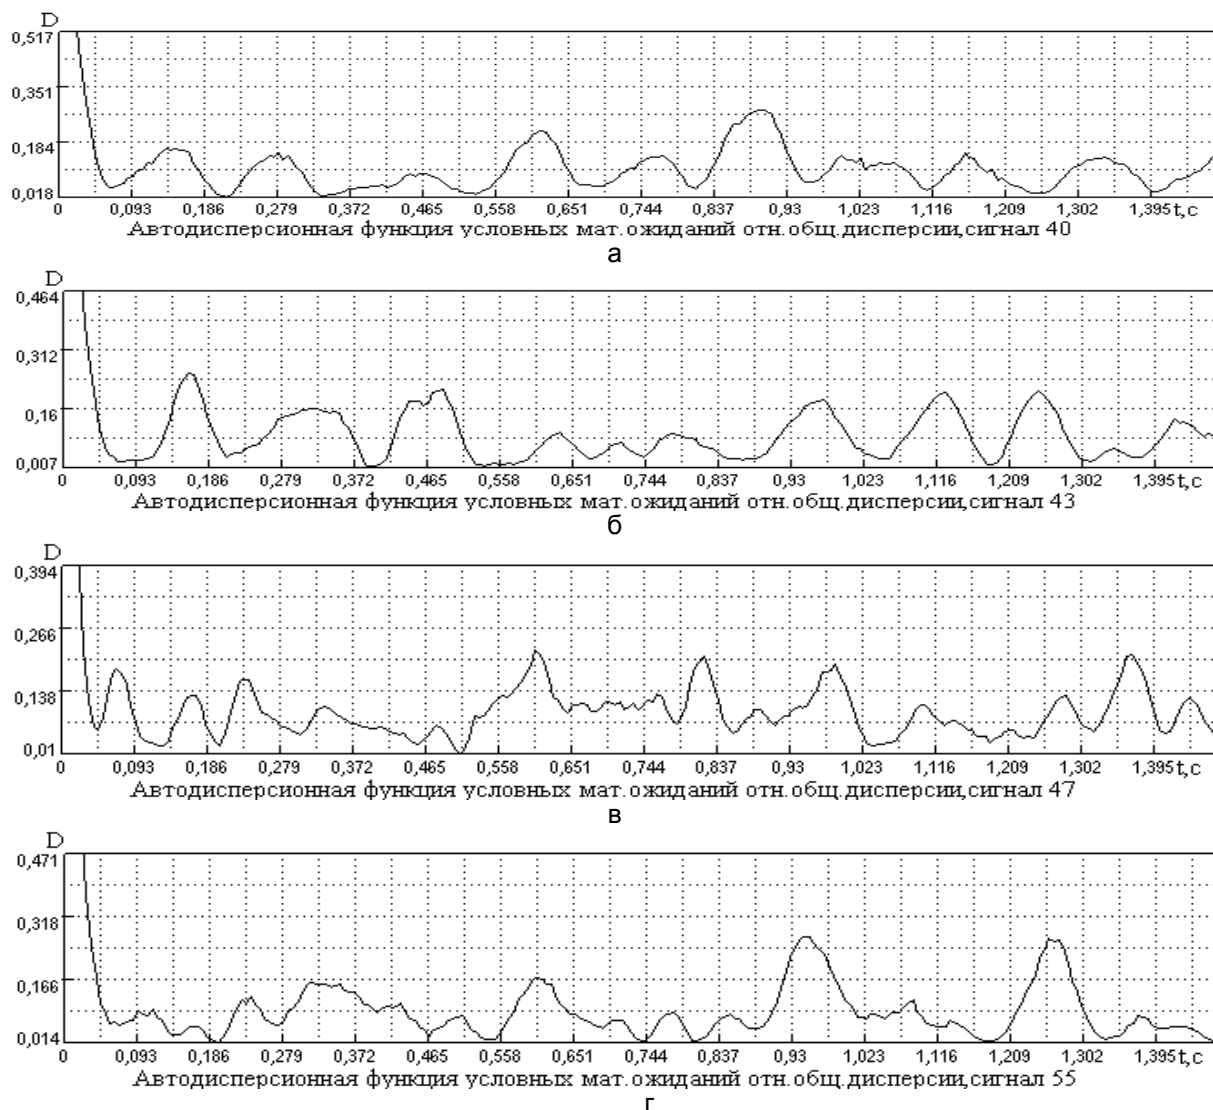 D
0,517
0,351
0,184
0,018
0 0,093 0,186 0,279 0,372 0,465 0,558 0,651 0,744 0,837 0,93 1,023 1,116 1,209 1,302 1,395 t,c
Автодисперсионная функция условных мат.ожиданий отн.общ.дисперсии,сигнал 40
а
D
0,464
0,312
0,16
0,007
0 0,093 0,186 0,279 0,372 0,465 0,558 0,651 0,744 0,837 0,93 1,023 1,116 1,209 1,302 1,395 t,c
Автодисперсионная функция условных мат.ожиданий отн.общ.дисперсии,сигнал 43
б
D
0,394
0,266
0,138
0,01
0 0,093 0,186 0,279 0,372 0,465 0,558 0,651 0,744 0,837 0,93 1,023 1,116 1,209 1,302 1,395 t,c
Автодисперсионная функция условных мат.ожиданий отн.общ.дисперсии,сигнал 47
в
D
0,471
0,318
0,166
0,014
0 0,093 0,186 0,279 0,372 0,465 0,558 0,651 0,744 0,837 0,93 1,023 1,116 1,209 1,302 1,395 t,c
Автодисперсионная функция условных мат.ожиданий отн.общ.дисперсии,сигнал 55
г